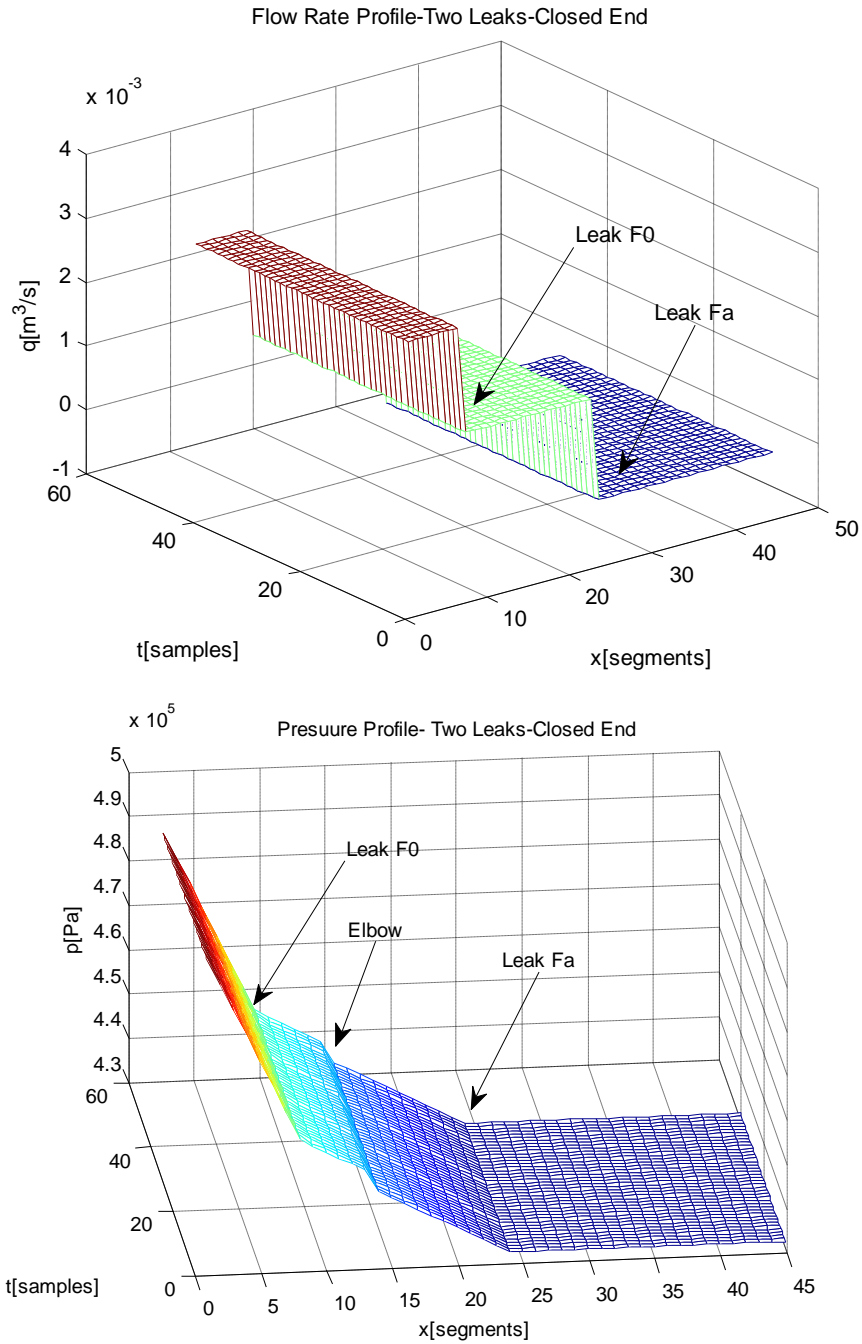 Flow Rate Profile-Two Leaks-Closed End
x 10^-3
4
3
2
1
0
-1
q[m^3/s]
60
40
20
0
t[samples]
0
10
20
30
40
50
x[segments]
Leak F0
Leak Fa
Presuure Profile- Two Leaks-Closed End
x 10^5
5
4.9
4.8
4.7
4.6
4.5
4.4
4.3
p[Pa]
60
40
20
0
t[samples]
0
5
10
15
20
25
30
35
40
45
x[segments]
Leak F0
Elbow
Leak Fa